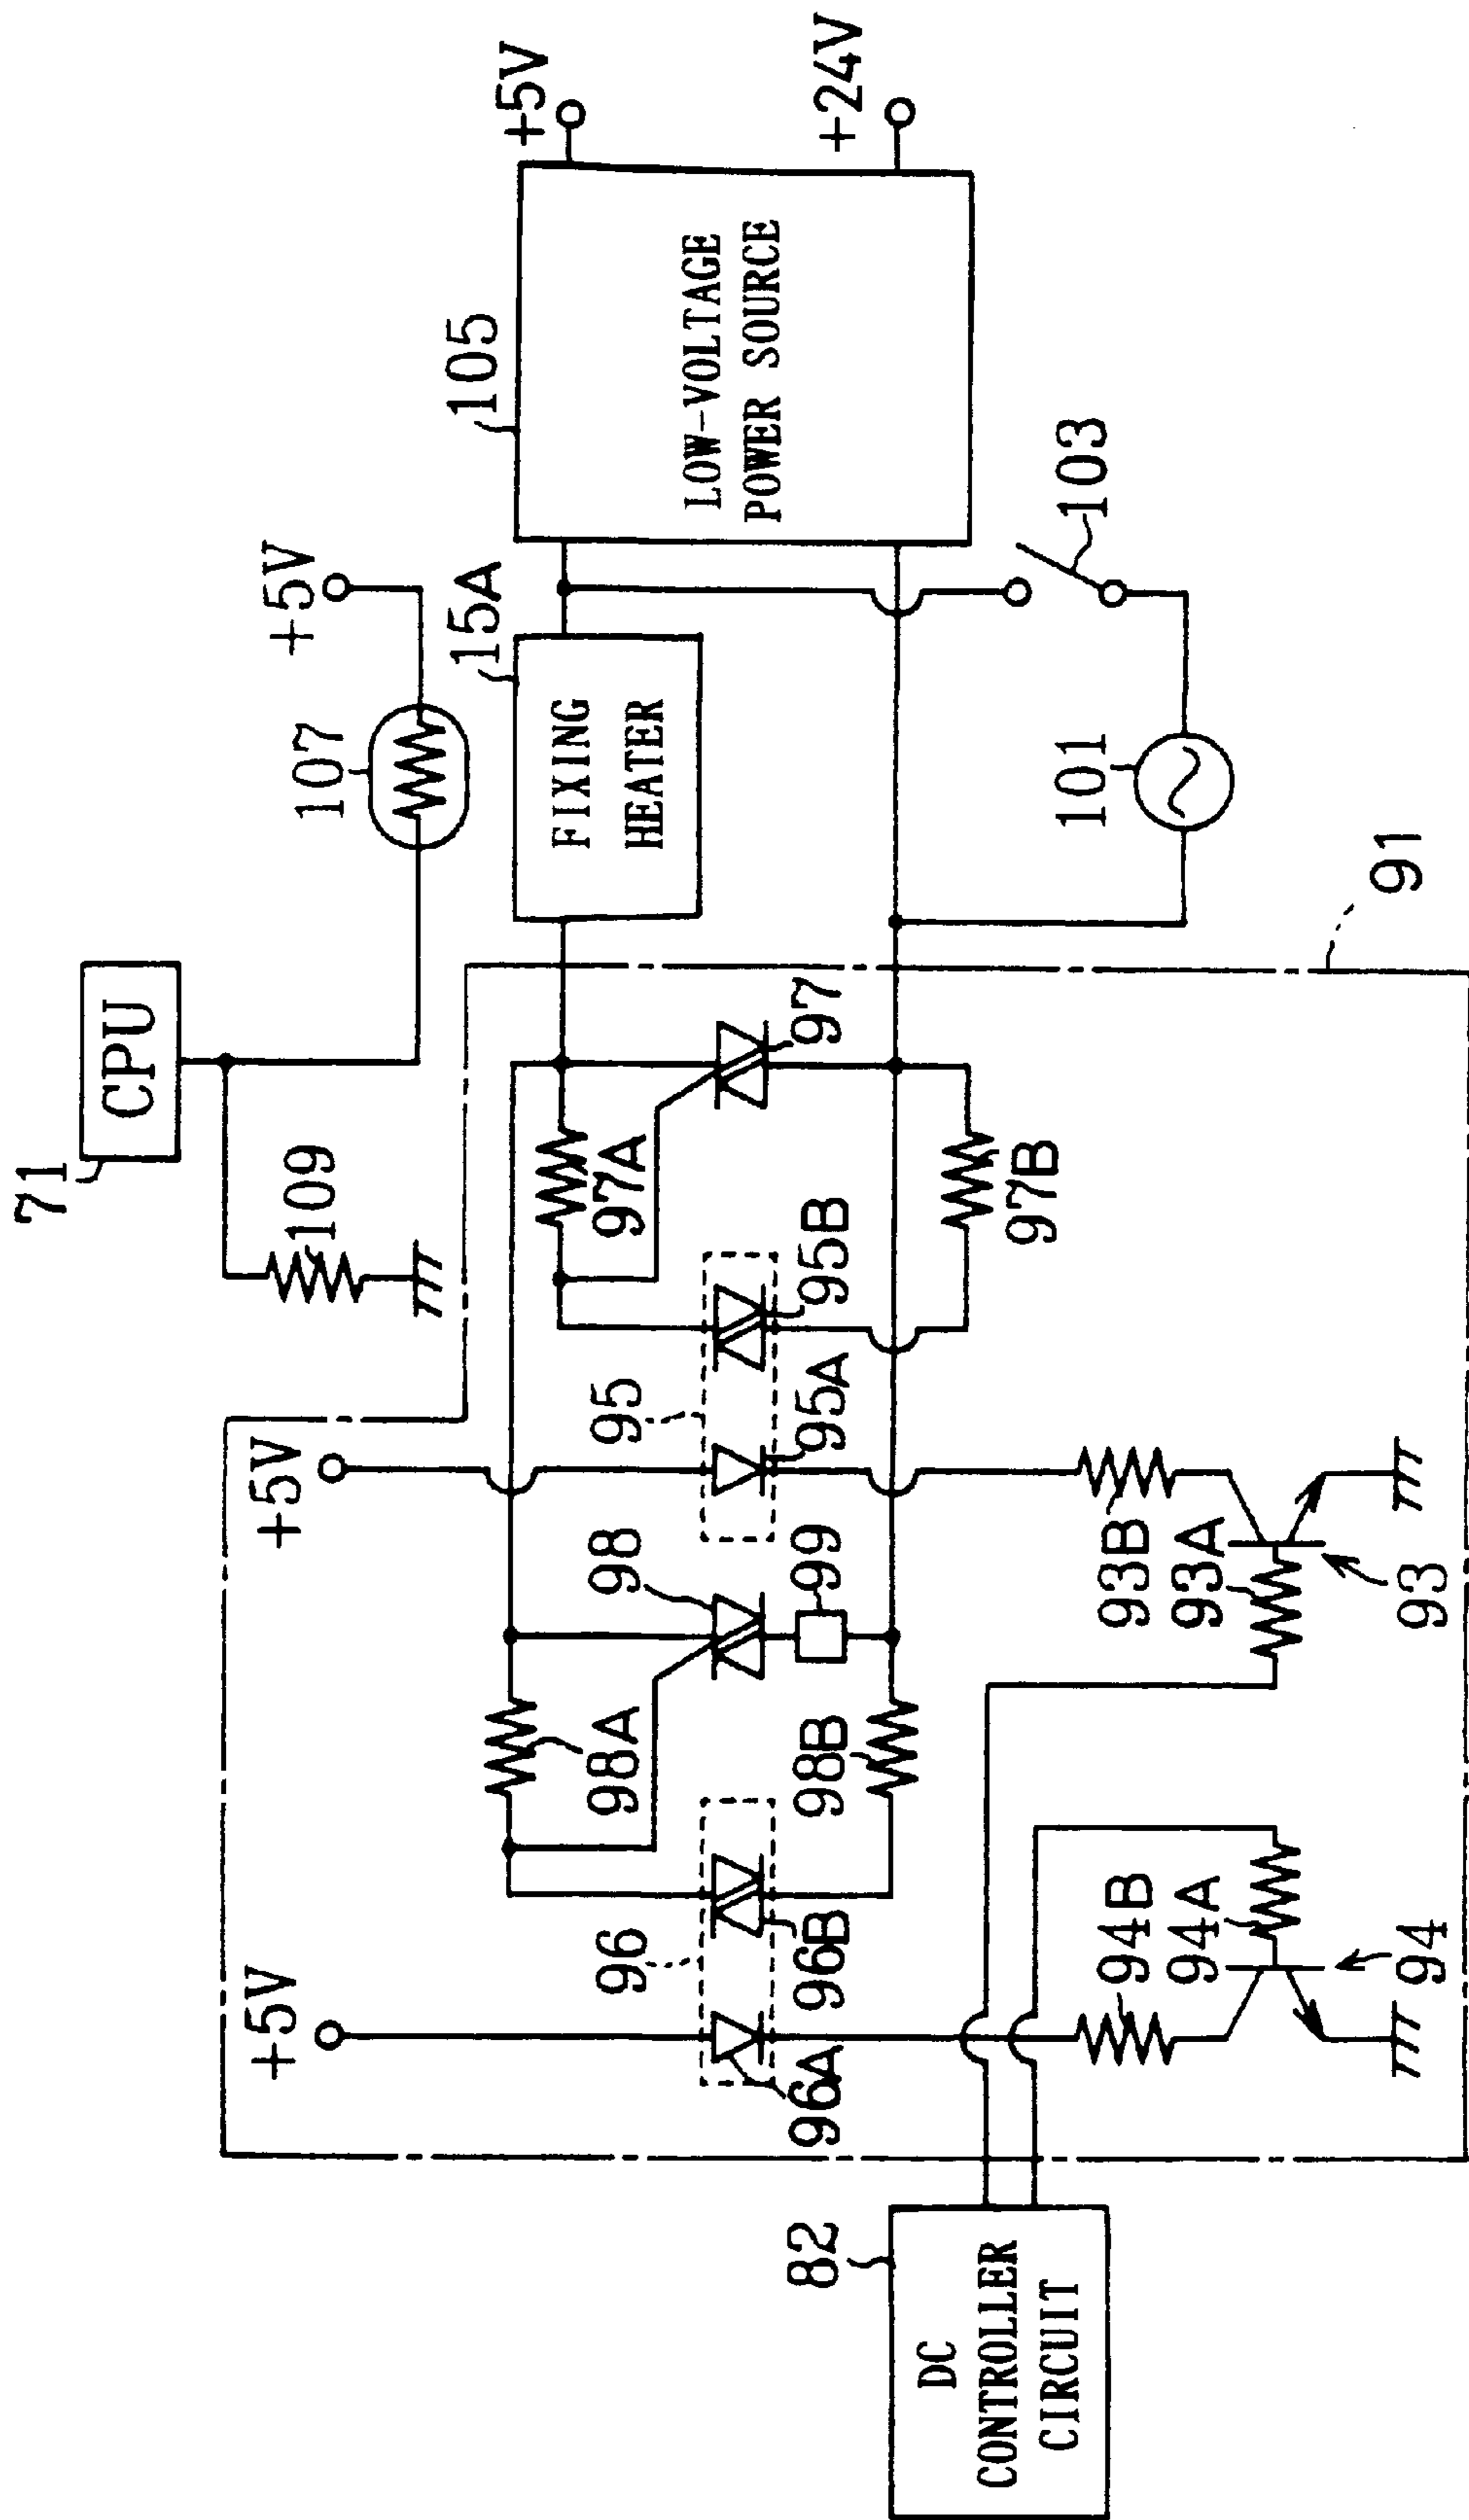 71
CPU
109
107
+5V
15A
FIXING
HEATER
105
LOW-VOLTAGE
POWER SOURCE
+5V
+24V
103
101
91
+5V
+5V
97A
97
97B
95
95B
95A
98
99
98A
98B
96
96B
96A
93B
93A
93
94B
94A
94
82
DC
CONTROLLER
CIRCUIT